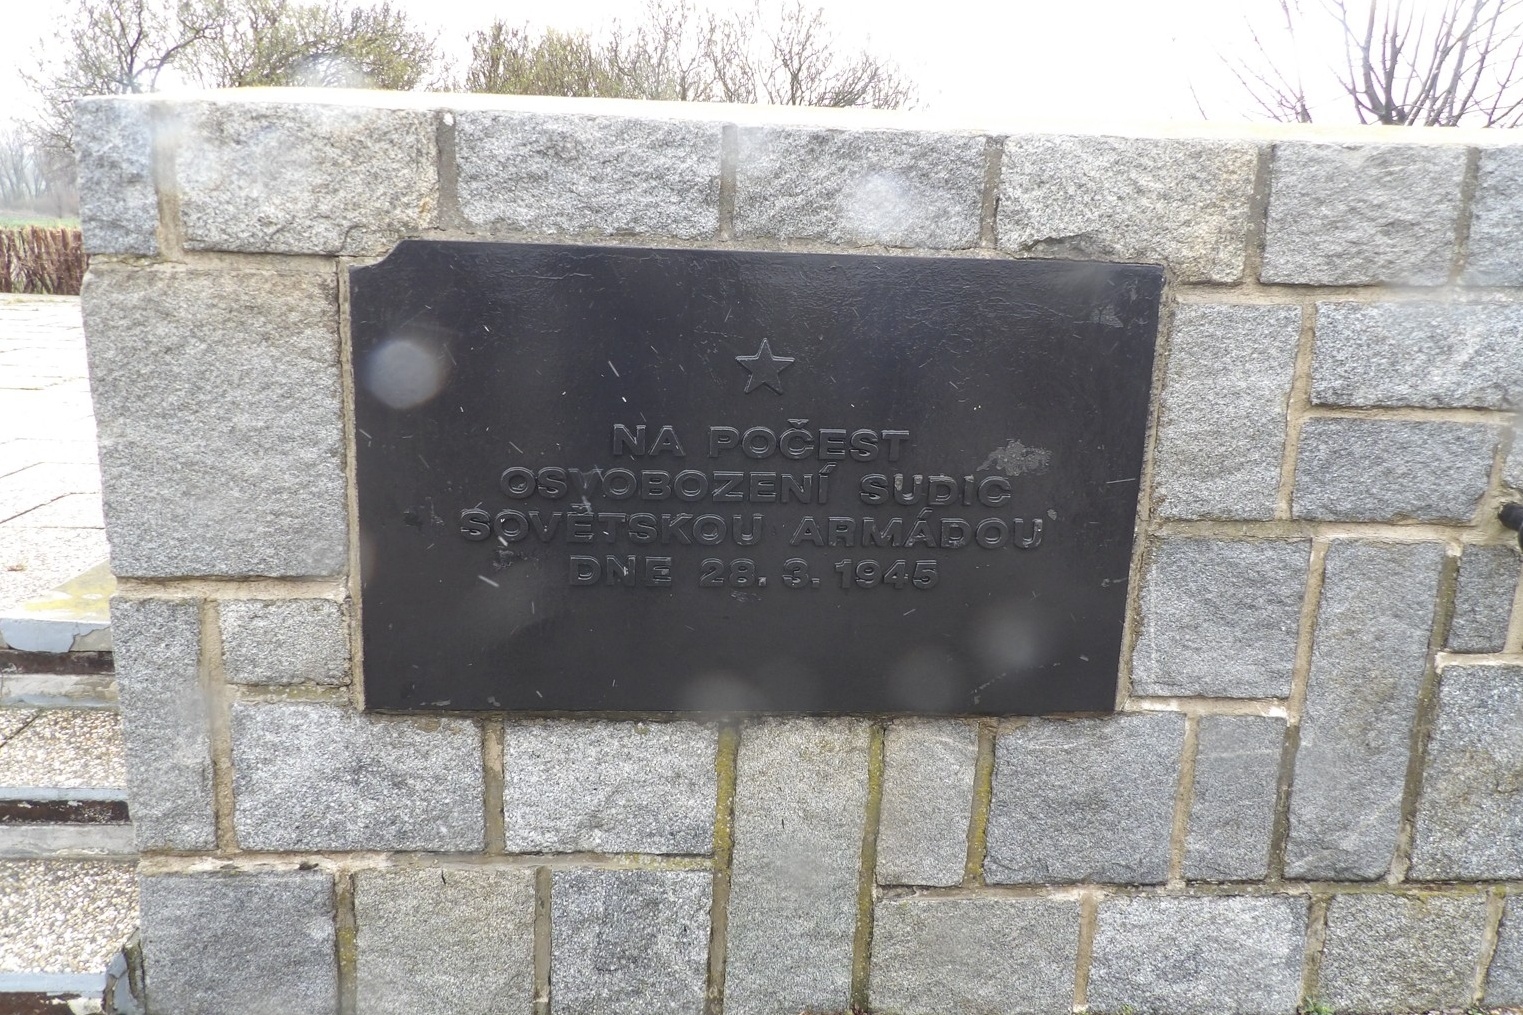 NA POČEST
OSVOBOZENÍ SUDIC
SOVĚTSKOU ARMÁDOU
DNE 28. 3. 1945